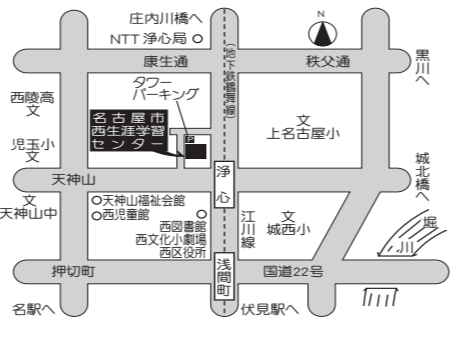 庄内川橋へ
N
NTT 浄心局
康生通
(地下鉄鶴舞線)
秩父通
黒川へ
タワー
パーキング
西陵高
文
名古屋市
西生涯学習
センター
P
文
上名古屋小
児玉小
文
天神山
浄心
城北橋へ
文
天神山中
天神山福祉会館
西児童館
西図書館
西文化小劇場
西区役所
江川線
文
城西小
堀川
押切町
浅間町
国道22号
名駅へ
伏見駅へ